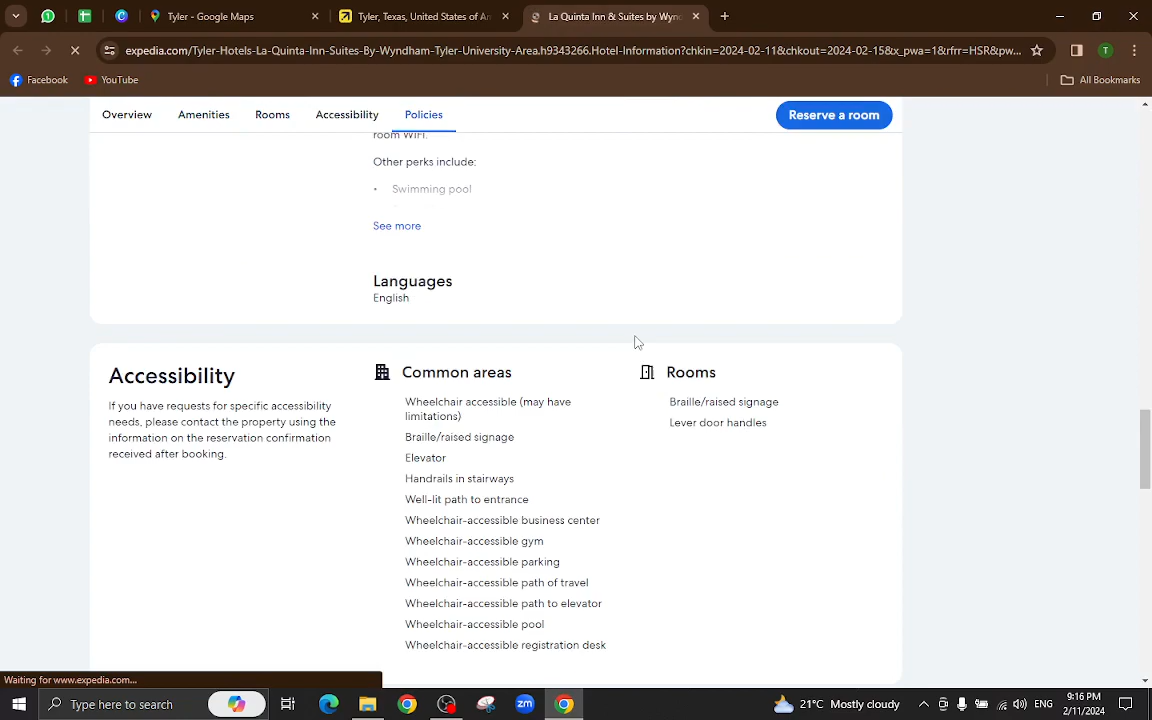 Tyler - Google Maps
Tyler, Texas, United States of Am
La Quinta Inn & Suites by Wynd
expedia.com/Tyler-Hotels-La-Quinta-Inn-Suites-By-Wyndham-Tyler-University-Area.h9343266.Hotel-Information?chkin=2024-02-11&chkout=2024-02-15&x_pwa=1&rfrr=HSR&pw...
T
Facebook
YouTube
All Bookmarks
Overview
Amenities
Rooms
Accessibility
Policies
Reserve a room
room WiFi.
Other perks include:
• Swimming pool
See more
Languages
English
Accessibility
If you have requests for specific accessibility
needs, please contact the property using the
information on the reservation confirmation
received after booking.
Common areas
Wheelchair accessible (may have
limitations)
Braille/raised signage
Elevator
Handrails in stairways
Well-lit path to entrance
Wheelchair-accessible business center
Wheelchair-accessible gym
Wheelchair-accessible parking
Wheelchair-accessible path of travel
Wheelchair-accessible path to elevator
Wheelchair-accessible pool
Wheelchair-accessible registration desk
Rooms
Braille/raised signage
Lever door handles
Waiting for www.expedia.com...
Type here to search
zm
21°C Mostly cloudy
ENG
9:16 PM
2/11/2024